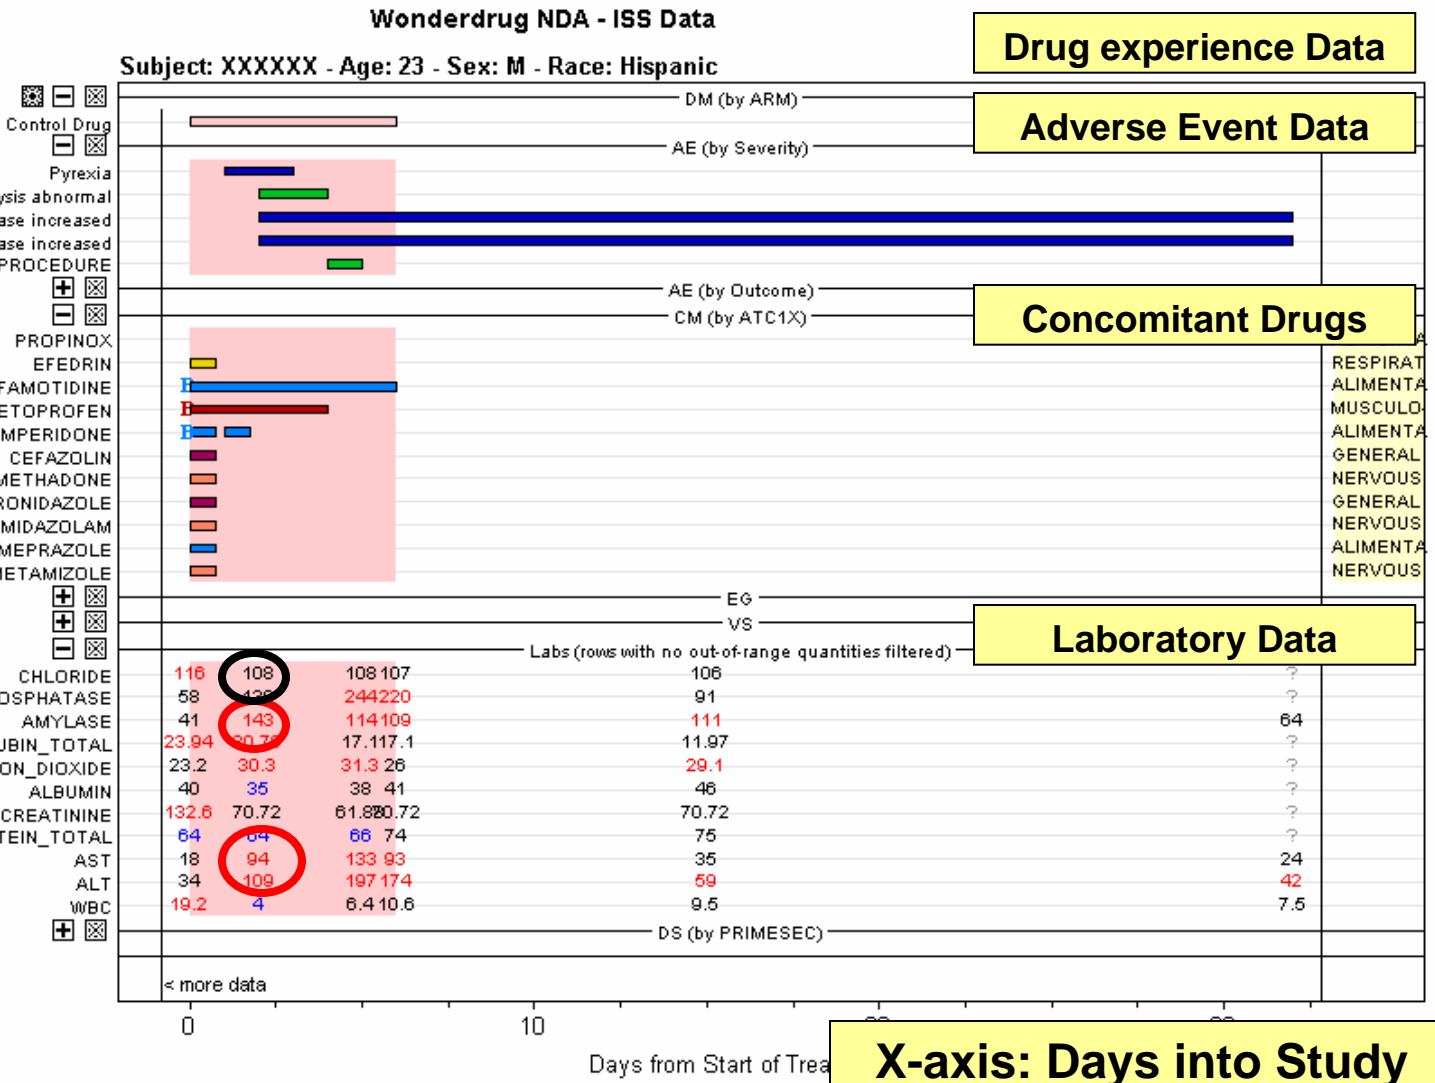 Wonderdrug NDA - ISS Data
Drug experience Data
Subject: XXXXXX - Age: 23 - Sex: M - Race: Hispanic
DM (by ARM)
Control Drug
Adverse Event Data
AE (by Severity)
Pyrexia
ysis abnormal
ase increased
ase increased
PROCEDURE
AE (by Outcome)
CM (by ATC1X)
Concomitant Drugs
PROPINOX A
EFEDRIN RESPIRAT
FAMOTIDINE B ALIMENTA
ETOPROFEN B MUSCULO-
MPERIDONE B ALIMENTA
CEFAZOLIN GENERAL
METHADONE NERVOUS
RONIDAZOLE GENERAL
MIDAZOLAM NERVOUS
MEPRAZOLE ALIMENTA
METAMIZOLE NERVOUS
EG
VS
Laboratory Data
Labs (rows with no out-of-range quantities filtered)
CHLORIDE 116 108 108 107 106 ?
OSPHATASE 58 244 220 91 ?
AMYLASE 41 143 114 109 111 64
UBIN_TOTAL 23.94 17.1 17.1 11.97 ?
ON_DIOXIDE 23.2 30.3 31.3 26 29.1 ?
ALBUMIN 40 35 38 41 46 ?
CREATININE 132.6 70.72 70.72 ?
TEIN_TOTAL 64 64 66 74 75 ?
AST 18 94 133 93 35 24
ALT 34 109 197 174 59 42
WBC 19.2 4 6.4 10.6 9.5 7.5
DS (by PRIMESEC)
< more data
0 10
Days from Start of Trea
X-axis: Days into Study